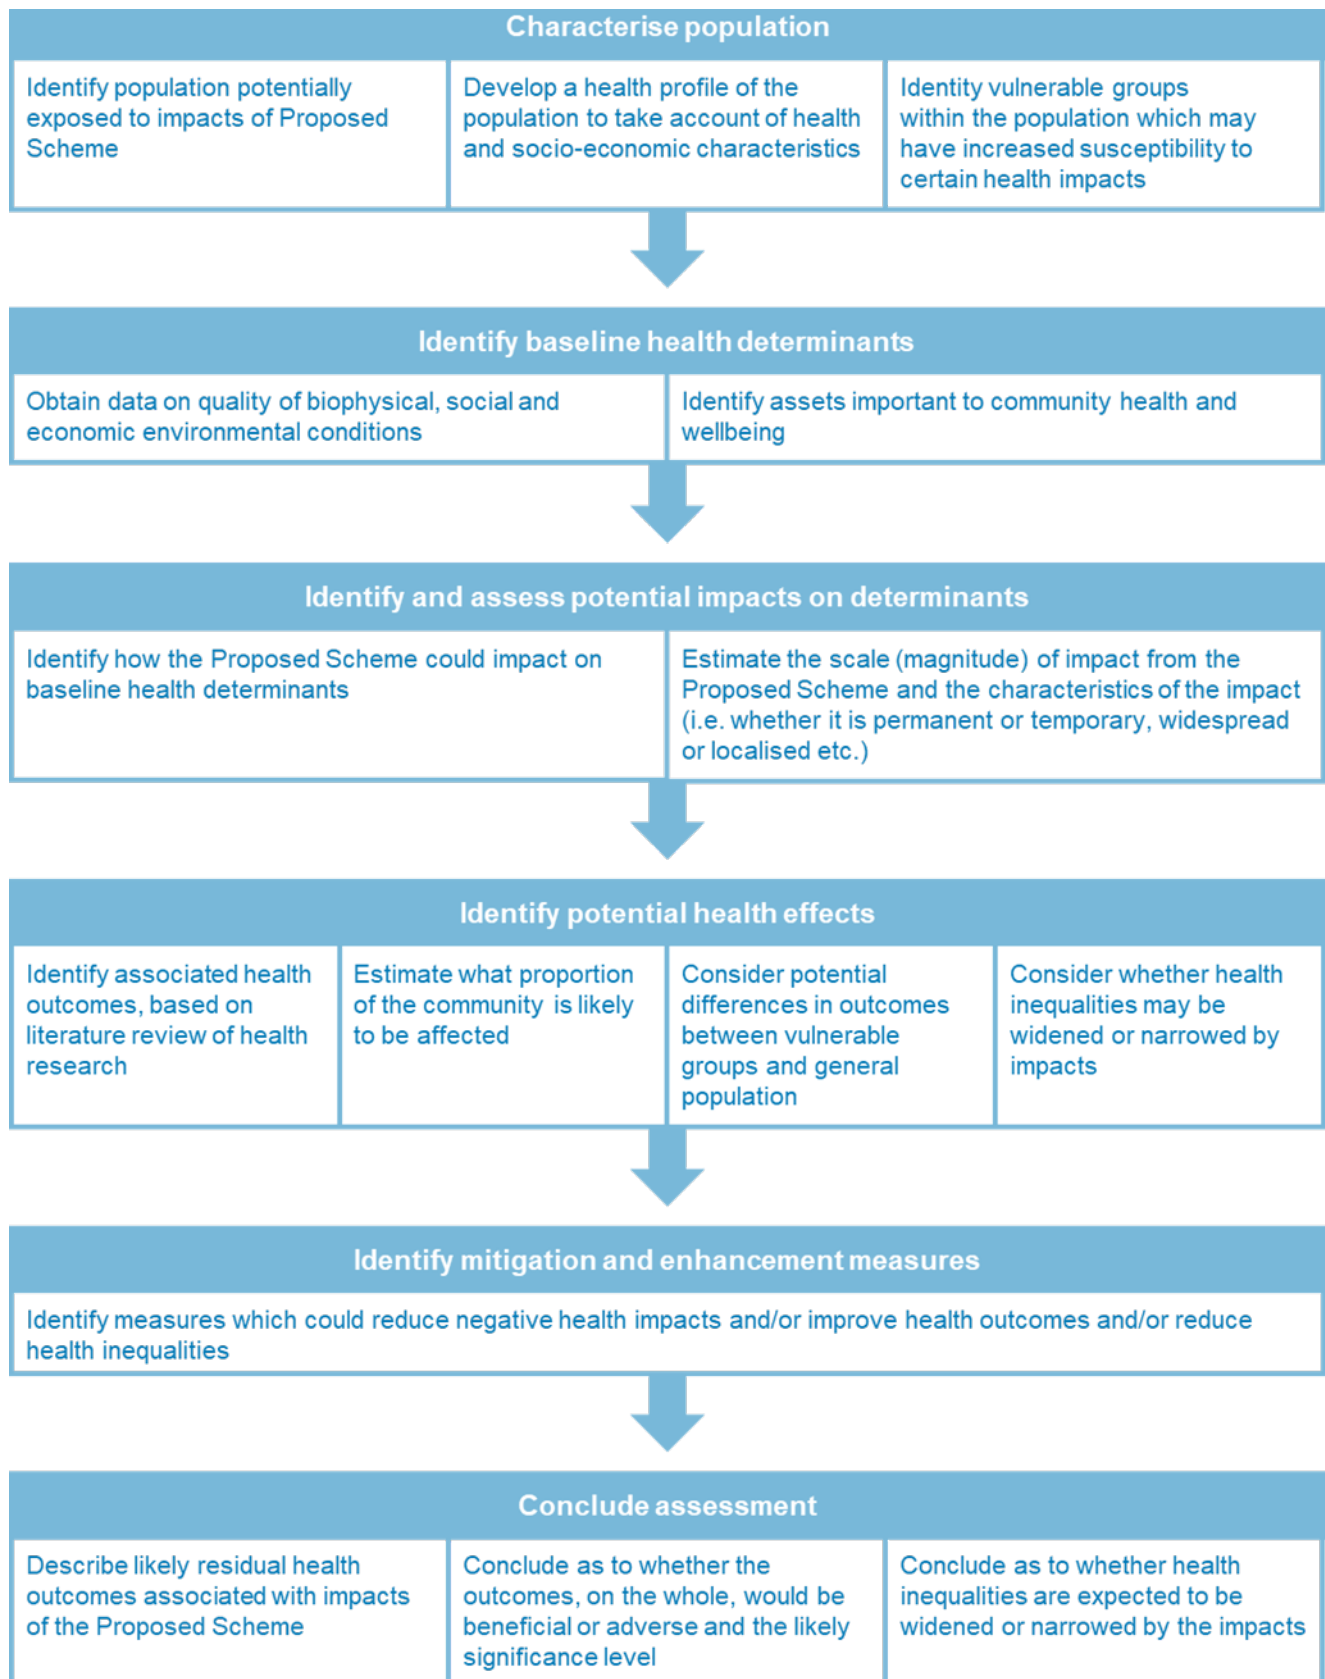 Characterise population
Identify population potentially
exposed to impacts of Proposed
Scheme
Develop a health profile of the
population to take account of health
and socio-economic characteristics
Identity vulnerable groups
within the population which may
have increased susceptibility to
certain health impacts
Identify baseline health determinants
Obtain data on quality of biophysical, social and
economic environmental conditions
Identify assets important to community health and
wellbeing
Identify and assess potential impacts on determinants
Identify how the Proposed Scheme could impact on
baseline health determinants
Estimate the scale (magnitude) of impact from the
Proposed Scheme and the characteristics of the impact
(i.e. whether it is permanent or temporary, widespread
or localised etc.)
Identify potential health effects
Identify associated health
outcomes, based on
literature review of health
research
Estimate what proportion
of the community is likely
to be affected
Consider potential
differences in outcomes
between vulnerable
groups and general
population
Consider whether health
inequalities may be
widened or narrowed by
impacts
Identify mitigation and enhancement measures
Identify measures which could reduce negative health impacts and/or improve health outcomes and/or reduce
health inequalities
Conclude assessment
Describe likely residual health
outcomes associated with impacts
of the Proposed Scheme
Conclude as to whether the
outcomes, on the whole, would be
beneficial or adverse and the likely
significance level
Conclude as to whether health
inequalities are expected to be
widened or narrowed by the impacts